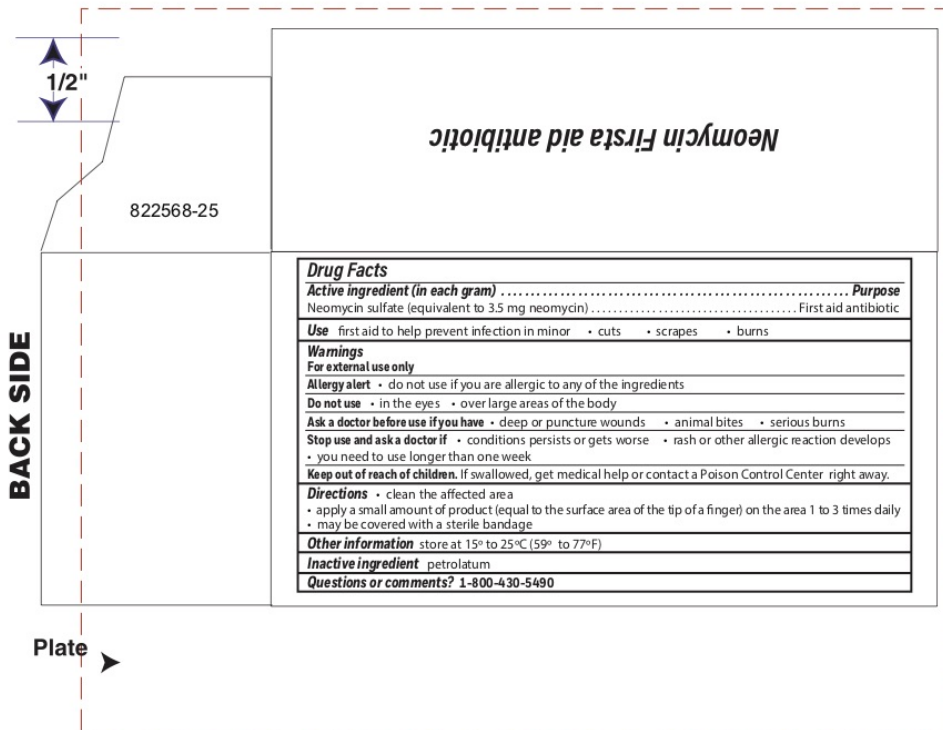 1/2"
Neomycin Firsta aid antibiotic
822568-25
BACK SIDE
Drug Facts
Active ingredient (in each gram) ........................................................... Purpose
Neomycin sulfate (equivalent to 3.5 mg neomycin) ..................................... First aid antibiotic
Use first aid to help prevent infection in minor • cuts • scrapes • burns
Warnings
For external use only
Allergy alert • do not use if you are allergic to any of the ingredients
Do not use • in the eyes • over large areas of the body
Ask a doctor before use if you have • deep or puncture wounds • animal bites • serious burns
Stop use and ask a doctor if • conditions persists or gets worse • rash or other allergic reaction develops
• you need to use longer than one week
Keep out of reach of children. If swallowed, get medical help or contact a Poison Control Center right away.
Directions • clean the affected area
• apply a small amount of product (equal to the surface area of the tip of a finger) on the area 1 to 3 times daily
• may be covered with a sterile bandage
Other information store at 15º to 25ºC (59º to 77ºF)
Inactive ingredient petrolatum
Questions or comments? 1-800-430-5490
Plate